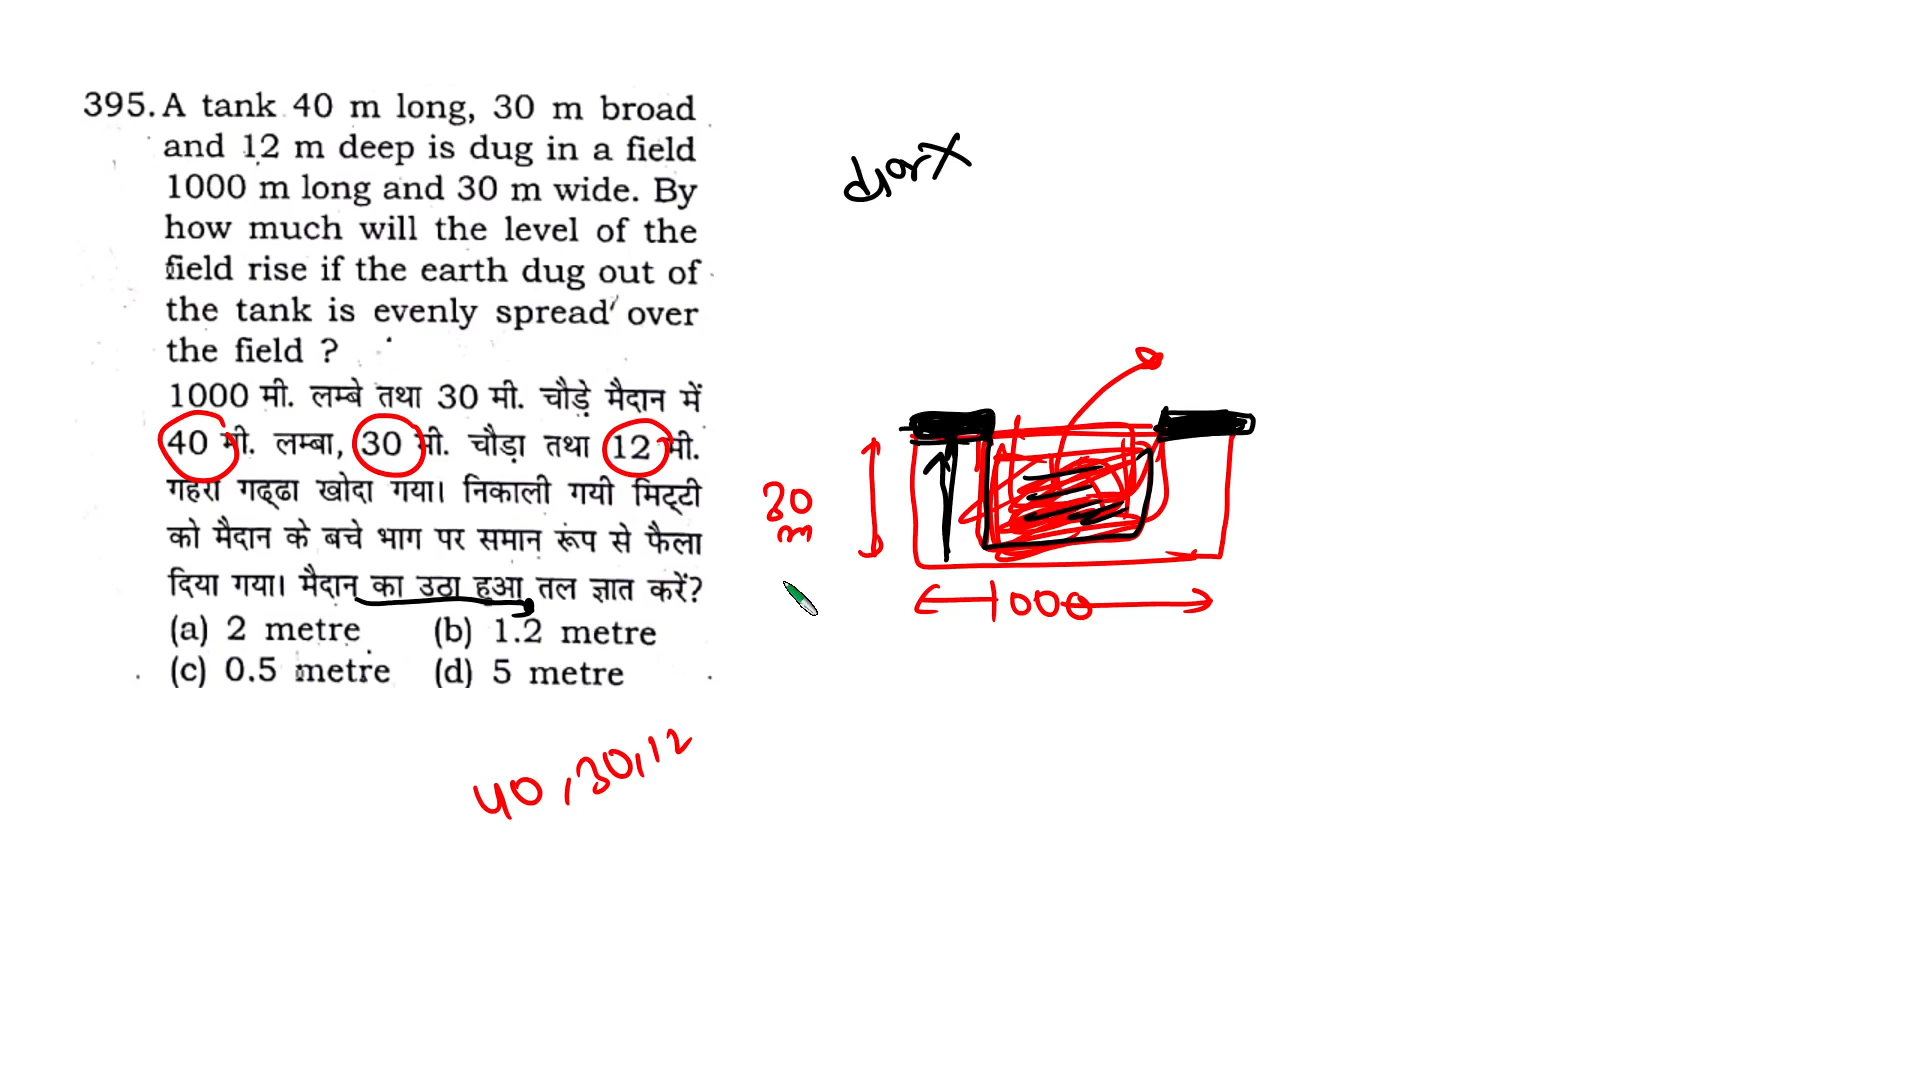 395. A tank 40 m long, 30 m broad
and 12 m deep is dug in a field
1000 m long and 30 m wide. By
how much will the level of the
field rise if the earth dug out of
the tank is evenly spread over
the field ?
1000 मी. लम्बे तथा 30 मी. चौड़े मैदान में
40 मी. लम्बा, 30 मी. चौड़ा तथा 12 मी.
गहरा गढ्ढा खोदा गया। निकाली गयी मिट्टी
को मैदान के बचे भाग पर समान रूप से फैला
दिया गया। मैदान का उठा हुआ तल ज्ञात करें?
(a) 2 metre (b) 1.2 metre
(c) 0.5 metre (d) 5 metre
40, 30, 12
30
m
1000